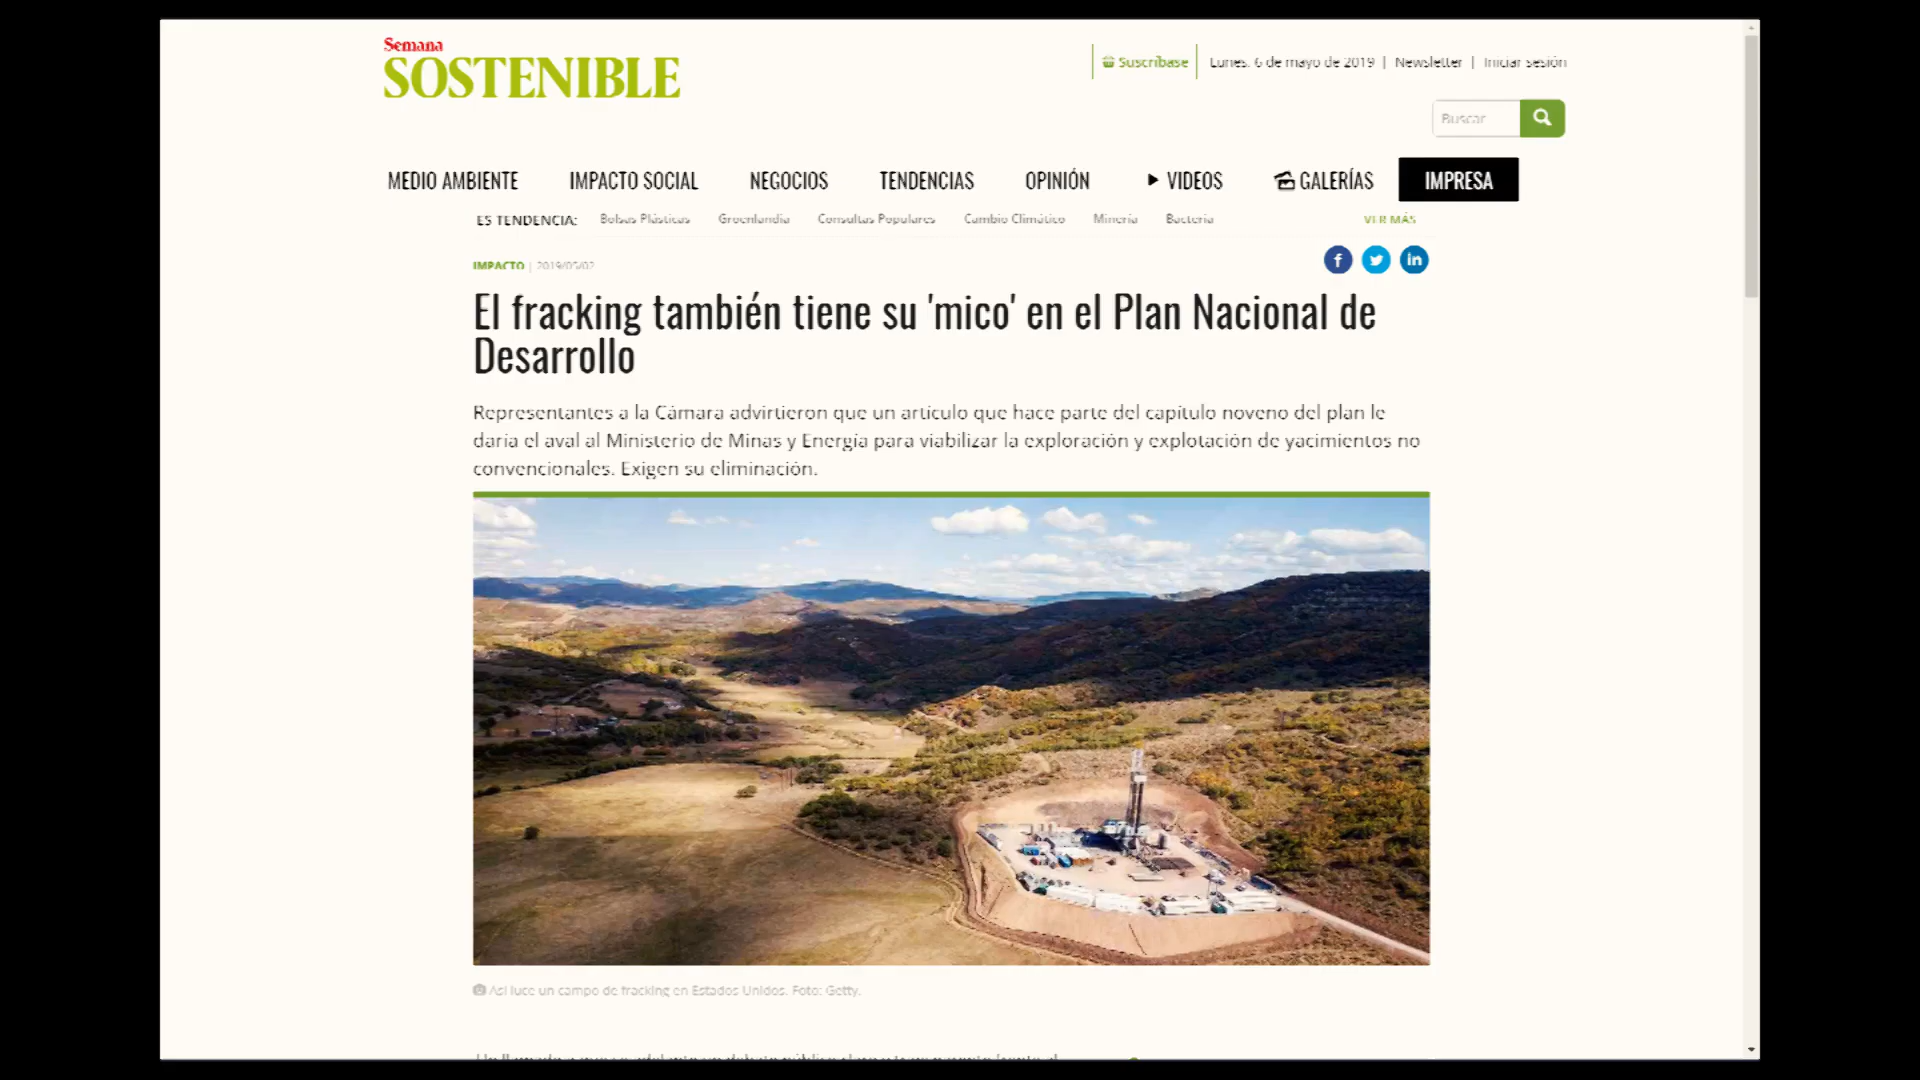 Semana
SOSTENIBLE
Suscríbase
Lunes, 6 de mayo de 2019 | Newsletter | Iniciar sesión
Buscar
MEDIO AMBIENTE IMPACTO SOCIAL NEGOCIOS TENDENCIAS OPINIÓN VIDEOS GALERÍAS IMPRESA
ES TENDENCIA: Bolsas Plásticas Groenlandia Consultas Populares Cambio Climático Minería Bacteria VER MÁS
IMPACTO | 2019/05/02
El fracking también tiene su 'mico' en el Plan Nacional de
Desarrollo
Representantes a la Cámara advirtieron que un artículo que hace parte del capítulo noveno del plan le
daría el aval al Ministerio de Minas y Energía para viabilizar la exploración y explotación de yacimientos no
convencionales. Exigen su eliminación.
Así luce un campo de fracking en Estados Unidos. Foto: Getty.